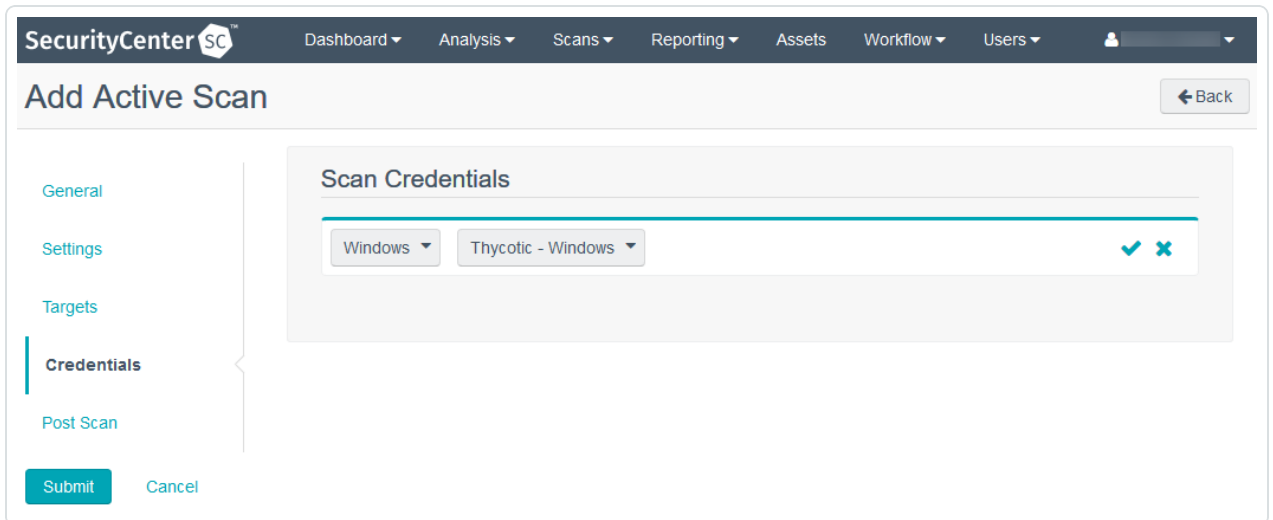 SecurityCenter SC™ Dashboard Analysis Scans Reporting Assets Workflow Users
Add Active Scan Back
General
Settings
Targets
Credentials
Post Scan
Scan Credentials
Windows Thycotic - Windows
Submit Cancel